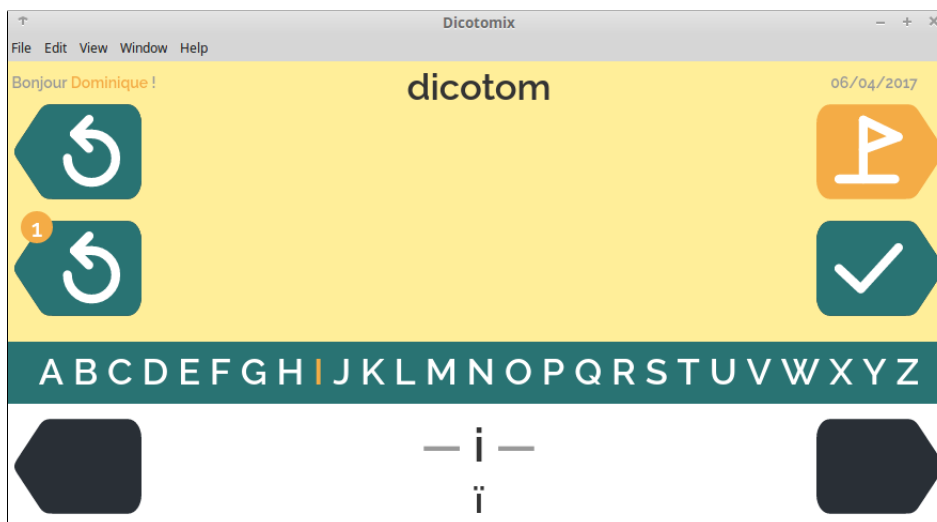 Dicotomix
File Edit View Window Help
Bonjour Dominique !
dicotom
06/04/2017
1
A B C D E F G H I J K L M N O P Q R S T U V W X Y Z
— i —
ï